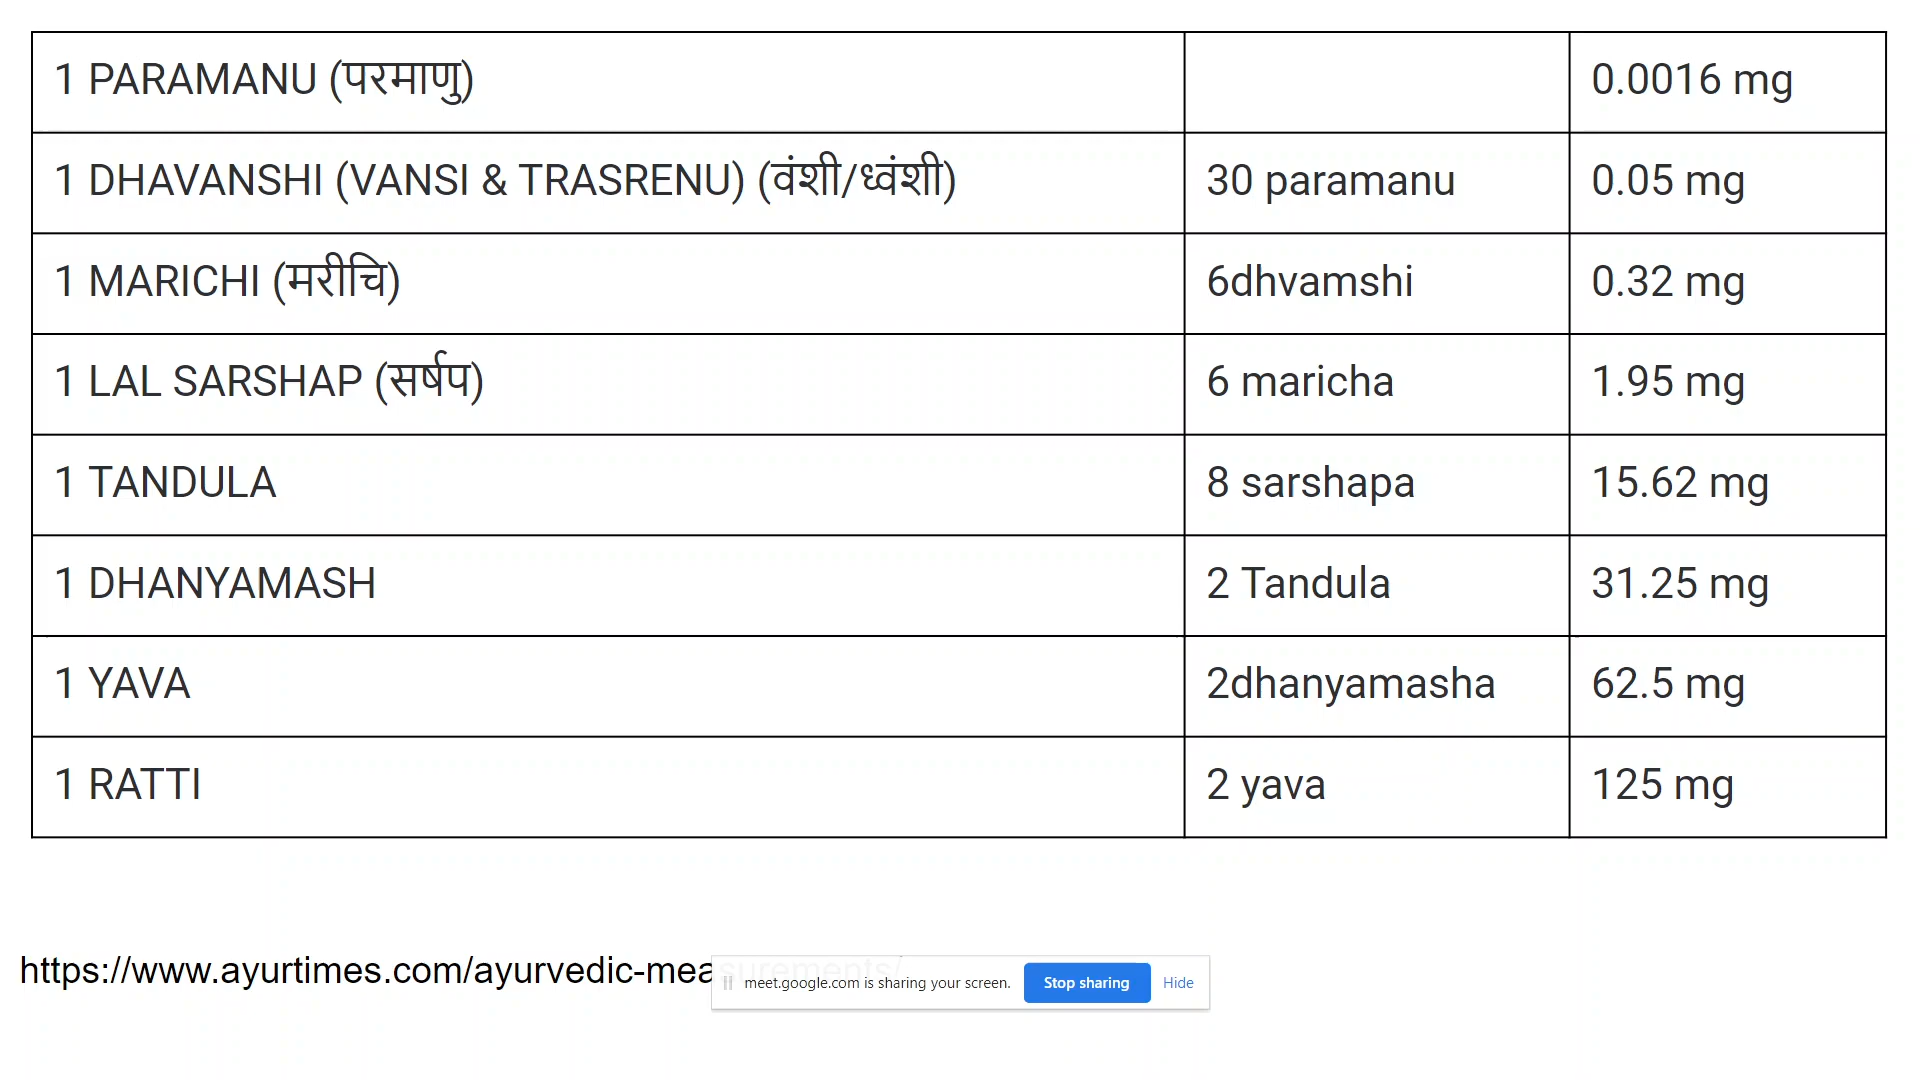 1 PARAMANU (परमाणु) 0.0016 mg
1 DHAVANSHI (VANSI & TRASRENU) (वंशी/ध्वंशी) 30 paramanu 0.05 mg
1 MARICHI (मरीचि) 6dhvamshi 0.32 mg
1 LAL SARSHAP (सर्षप) 6 maricha 1.95 mg
1 TANDULA 8 sarshapa 15.62 mg
1 DHANYAMASH 2 Tandula 31.25 mg
1 YAVA 2dhanyamasha 62.5 mg
1 RATTI 2 yava 125 mg
https://www.ayurtimes.com/ayurvedic-measurements/
meet.google.com is sharing your screen. Stop sharing Hide